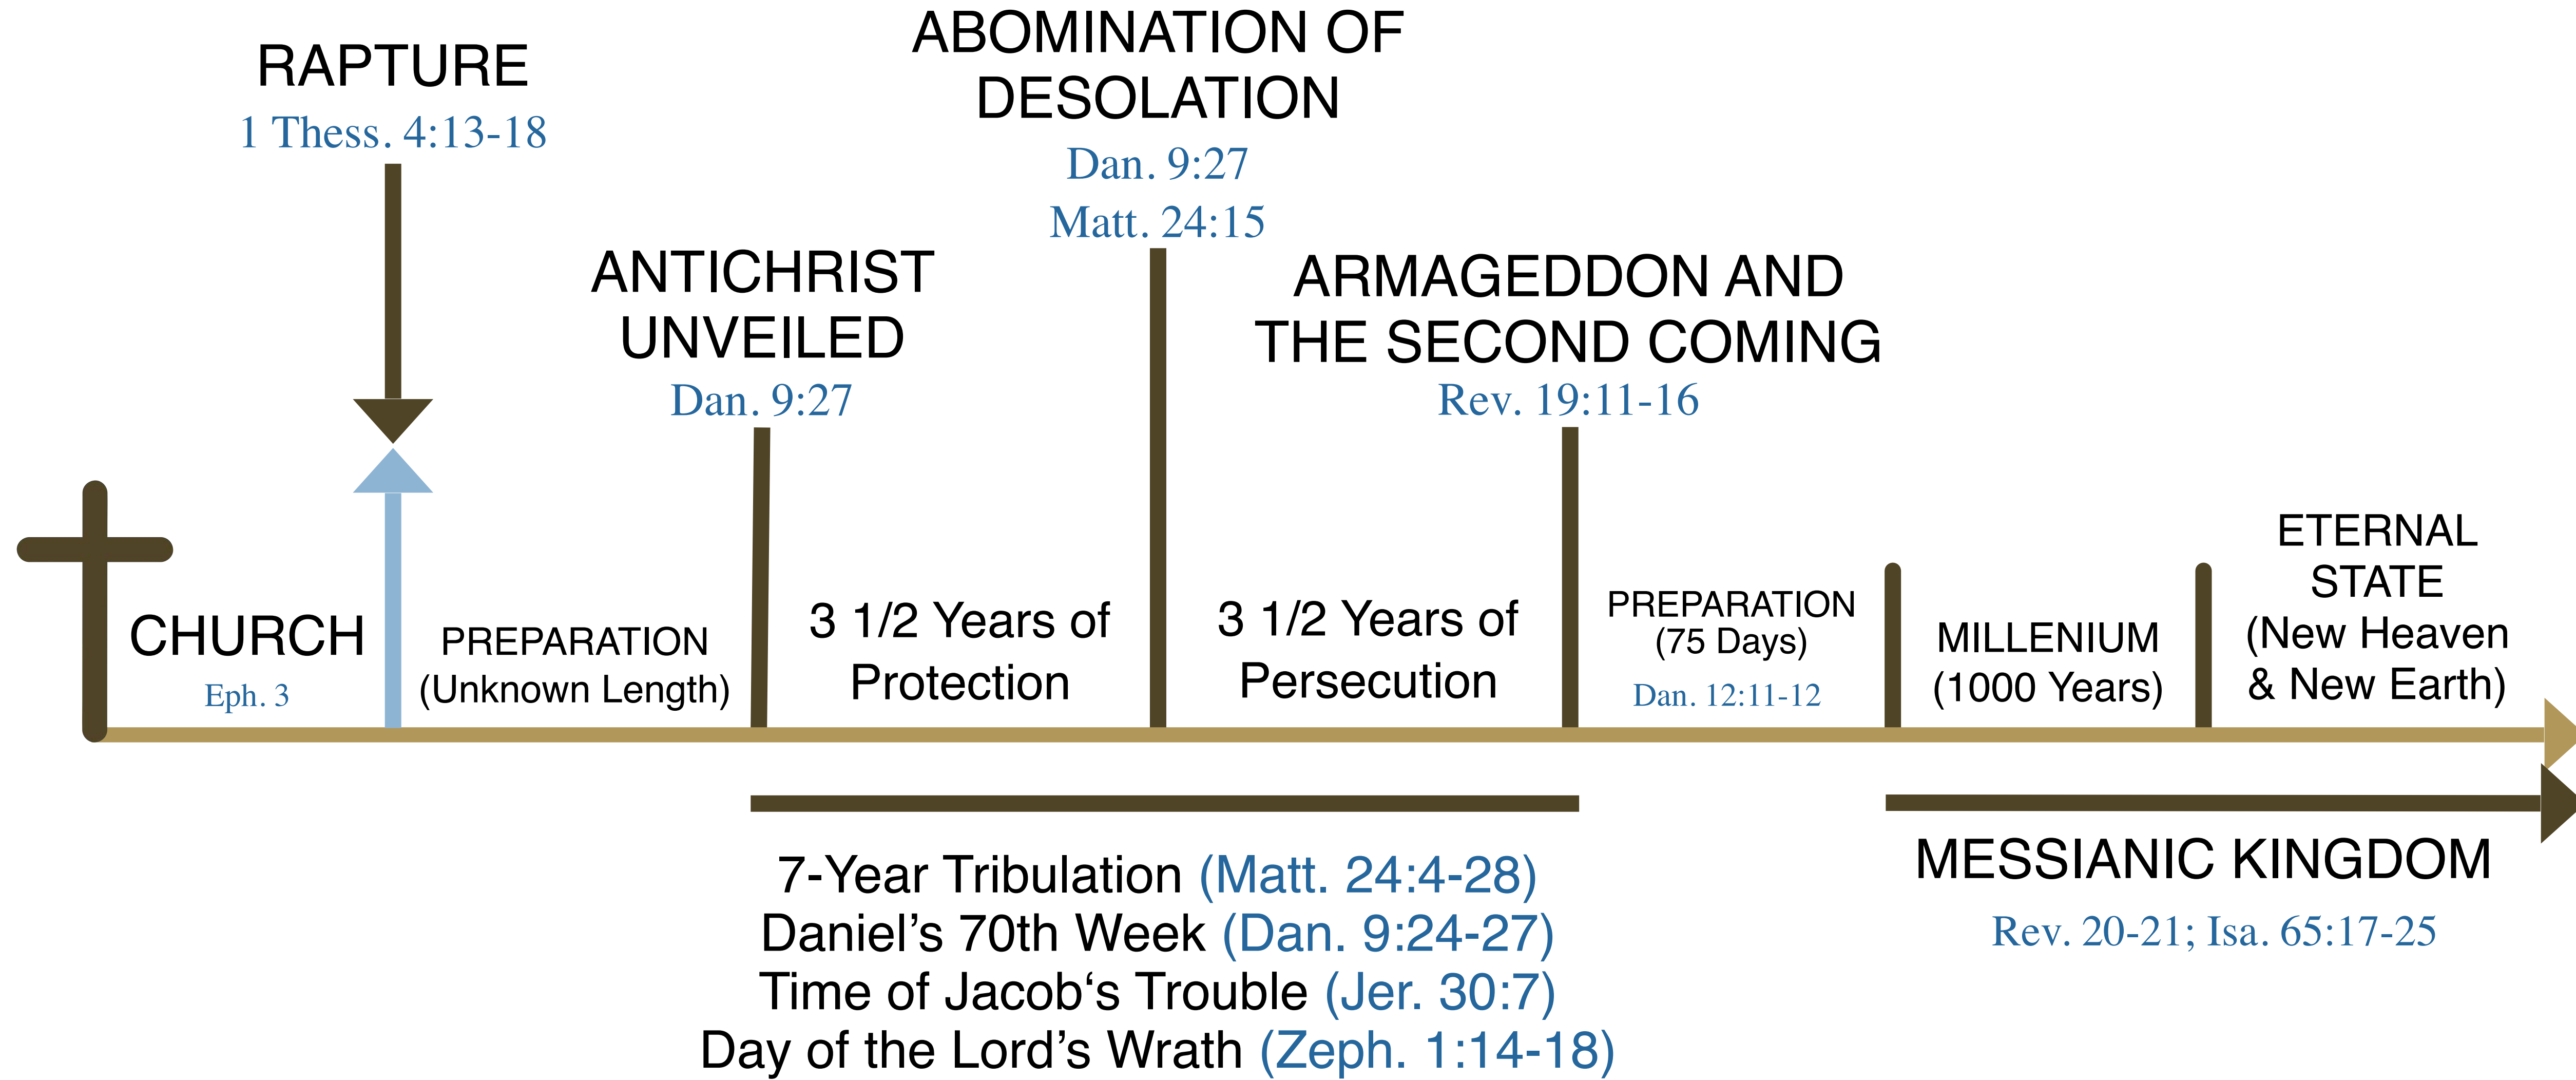 RAPTURE
1 Thess. 4:13-18
ABOMINATION OF
DESOLATION
Dan. 9:27
Matt. 24:15
ANTICHRIST
UNVEILED
Dan. 9:27
ARMAGEDDON AND
THE SECOND COMING
Rev. 19:11-16
CHURCH
Eph. 3
PREPARATION
(Unknown Length)
3 1/2 Years of
Protection
3 1/2 Years of
Persecution
PREPARATION
(75 Days)
Dan. 12:11-12
MILLENIUM
(1000 Years)
ETERNAL
STATE
(New Heaven
& New Earth)
7-Year Tribulation (Matt. 24:4-28)
Daniel’s 70th Week (Dan. 9:24-27)
Time of Jacob‘s Trouble (Jer. 30:7)
Day of the Lord’s Wrath (Zeph. 1:14-18)
MESSIANIC KINGDOM
Rev. 20-21; Isa. 65:17-25